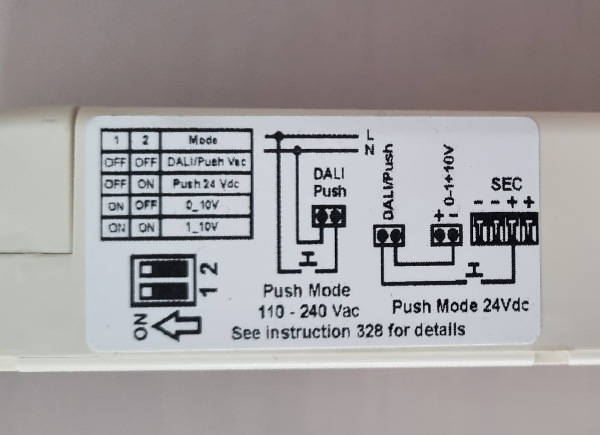 1 2 Mode
OFF OFF DALI/Push Vac
OFF ON Push 24 Vdc
ON OFF 0_10V
ON ON 1_10V
1 2
ON
L
N
DALI
Push
Push Mode
110 - 240 Vac
DALI/Push
0-1+10V
+ -
SEC
- - + +
Push Mode 24Vdc
See instruction 328 for details